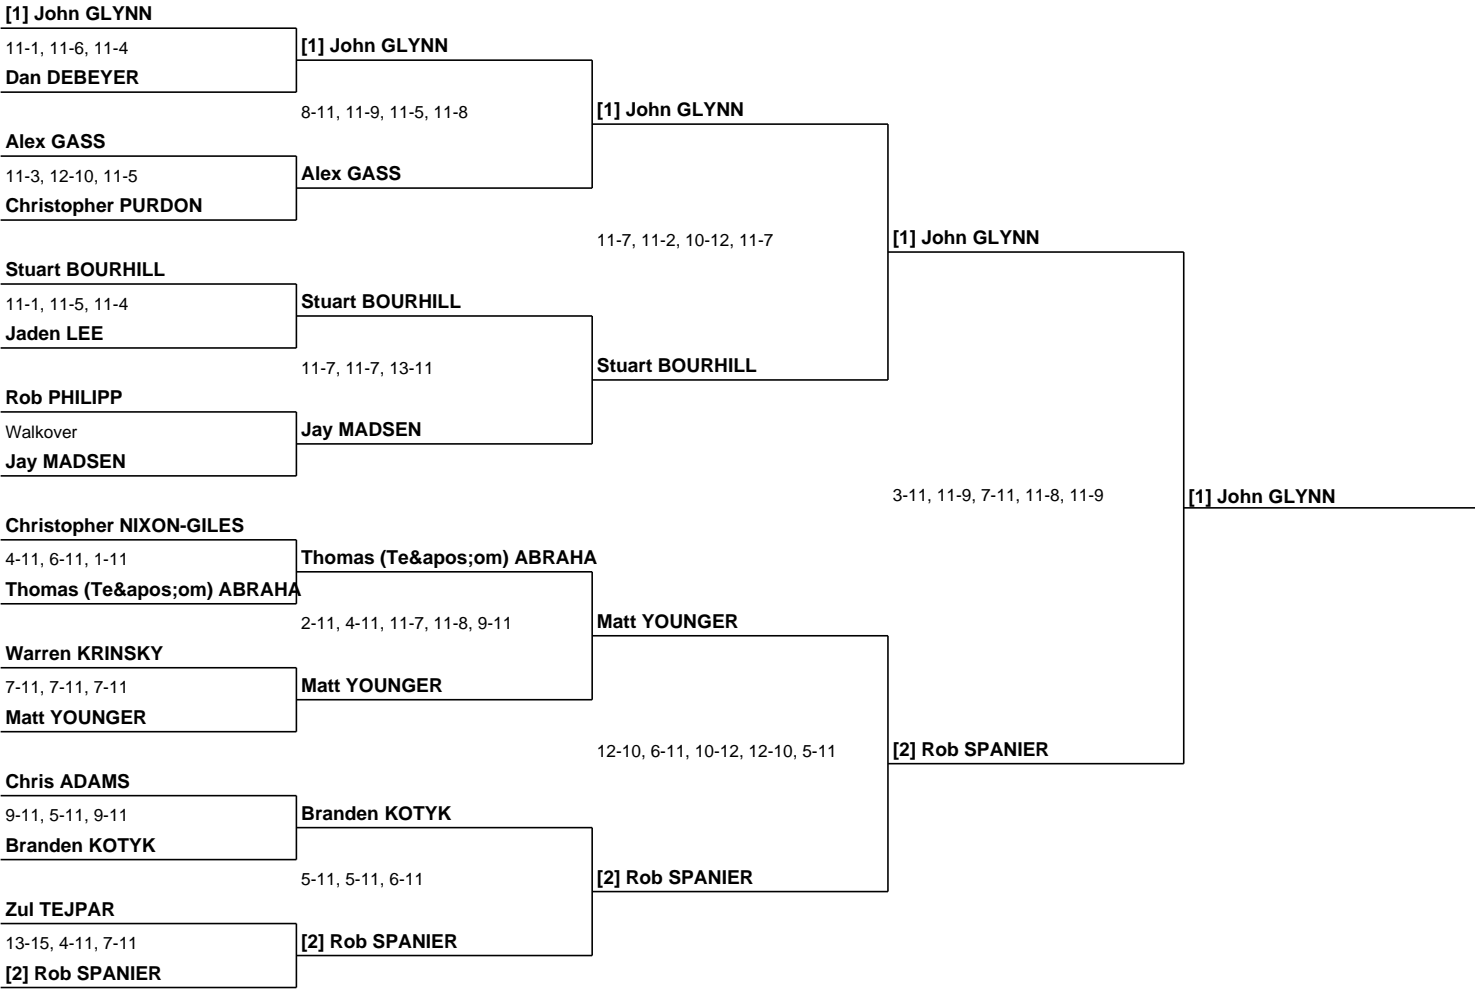 [1] John GLYNN
11-1, 11-6, 11-4
Dan DEBEYER
Alex GASS
11-3, 12-10, 11-5
Christopher PURDON
Stuart BOURHILL
11-1, 11-5, 11-4
Jaden LEE
Rob PHILIPP
Walkover
Jay MADSEN
Christopher NIXON-GILES
4-11, 6-11, 1-11
Thomas (Te&apos;om) ABRAHA
Warren KRINSKY
7-11, 7-11, 7-11
Matt YOUNGER
Chris ADAMS
9-11, 5-11, 9-11
Branden KOTYK
Zul TEJPAR
13-15, 4-11, 7-11
[2] Rob SPANIER
[1] John GLYNN
8-11, 11-9, 11-5, 11-8
Alex GASS
Stuart BOURHILL
11-7, 11-7, 13-11
Jay MADSEN
Thomas (Te&apos;om) ABRAHA
2-11, 4-11, 11-7, 11-8, 9-11
Matt YOUNGER
Branden KOTYK
5-11, 5-11, 6-11
[2] Rob SPANIER
[1] John GLYNN
11-7, 11-2, 10-12, 11-7
Stuart BOURHILL
Matt YOUNGER
12-10, 6-11, 10-12, 12-10, 5-11
[2] Rob SPANIER
[1] John GLYNN
3-11, 11-9, 7-11, 11-8, 11-9
[2] Rob SPANIER
[1] John GLYNN